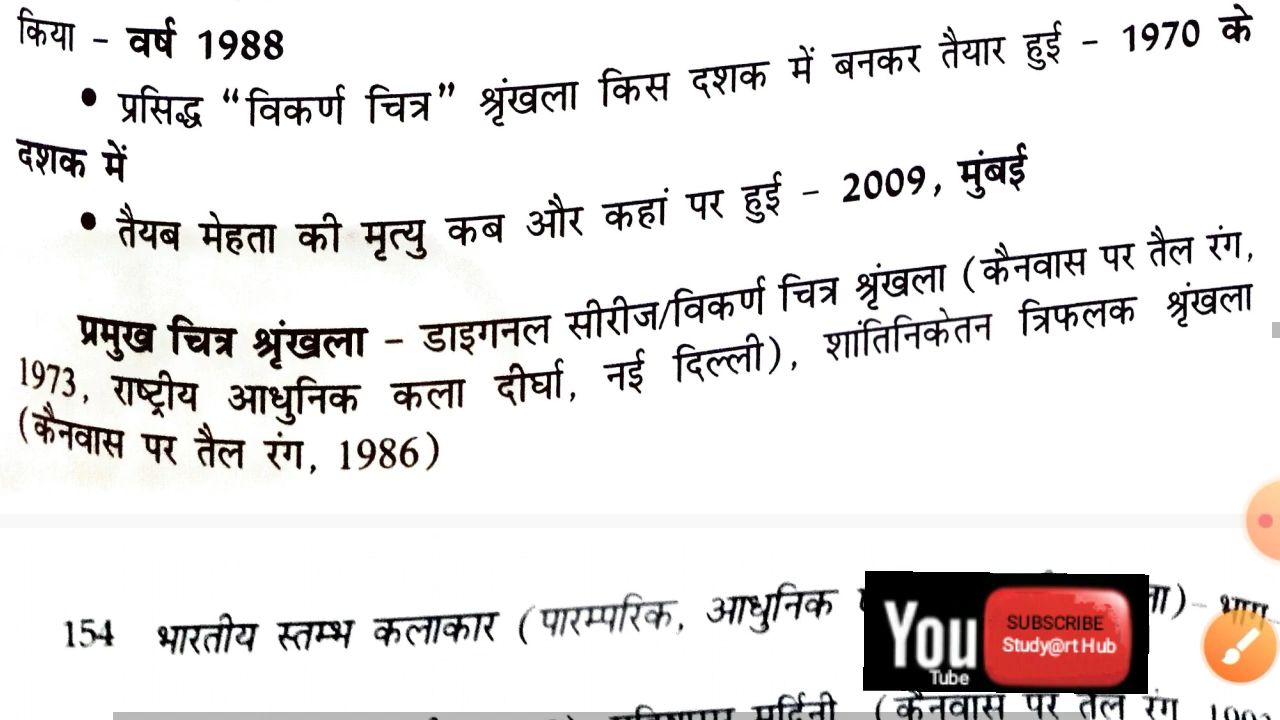 किया - वर्ष 1988
• प्रसिद्ध “विकर्ण चित्र” श्रृंखला किस दशक में बनकर तैयार हुई - 1970 के
दशक में
• तैयब मेहता की मृत्यु कब और कहां पर हुई - 2009, मुंबई
प्रमुख चित्र श्रृंखला - डाइगनल सीरीज/विकर्ण चित्र श्रृंखला (कैनवास पर तैल रंग,
1973, राष्ट्रीय आधुनिक कला दीर्घा, नई दिल्ली), शांतिनिकेतन त्रिफलक श्रृंखला
(कैनवास पर तैल रंग, 1986)
154 भारतीय स्तम्भ कलाकार (पारम्परिक, आधुनिक
You
Tube
SUBSCRIBE
Study@rt Hub
मर्दिनी (कैनवास पर तैल रंग